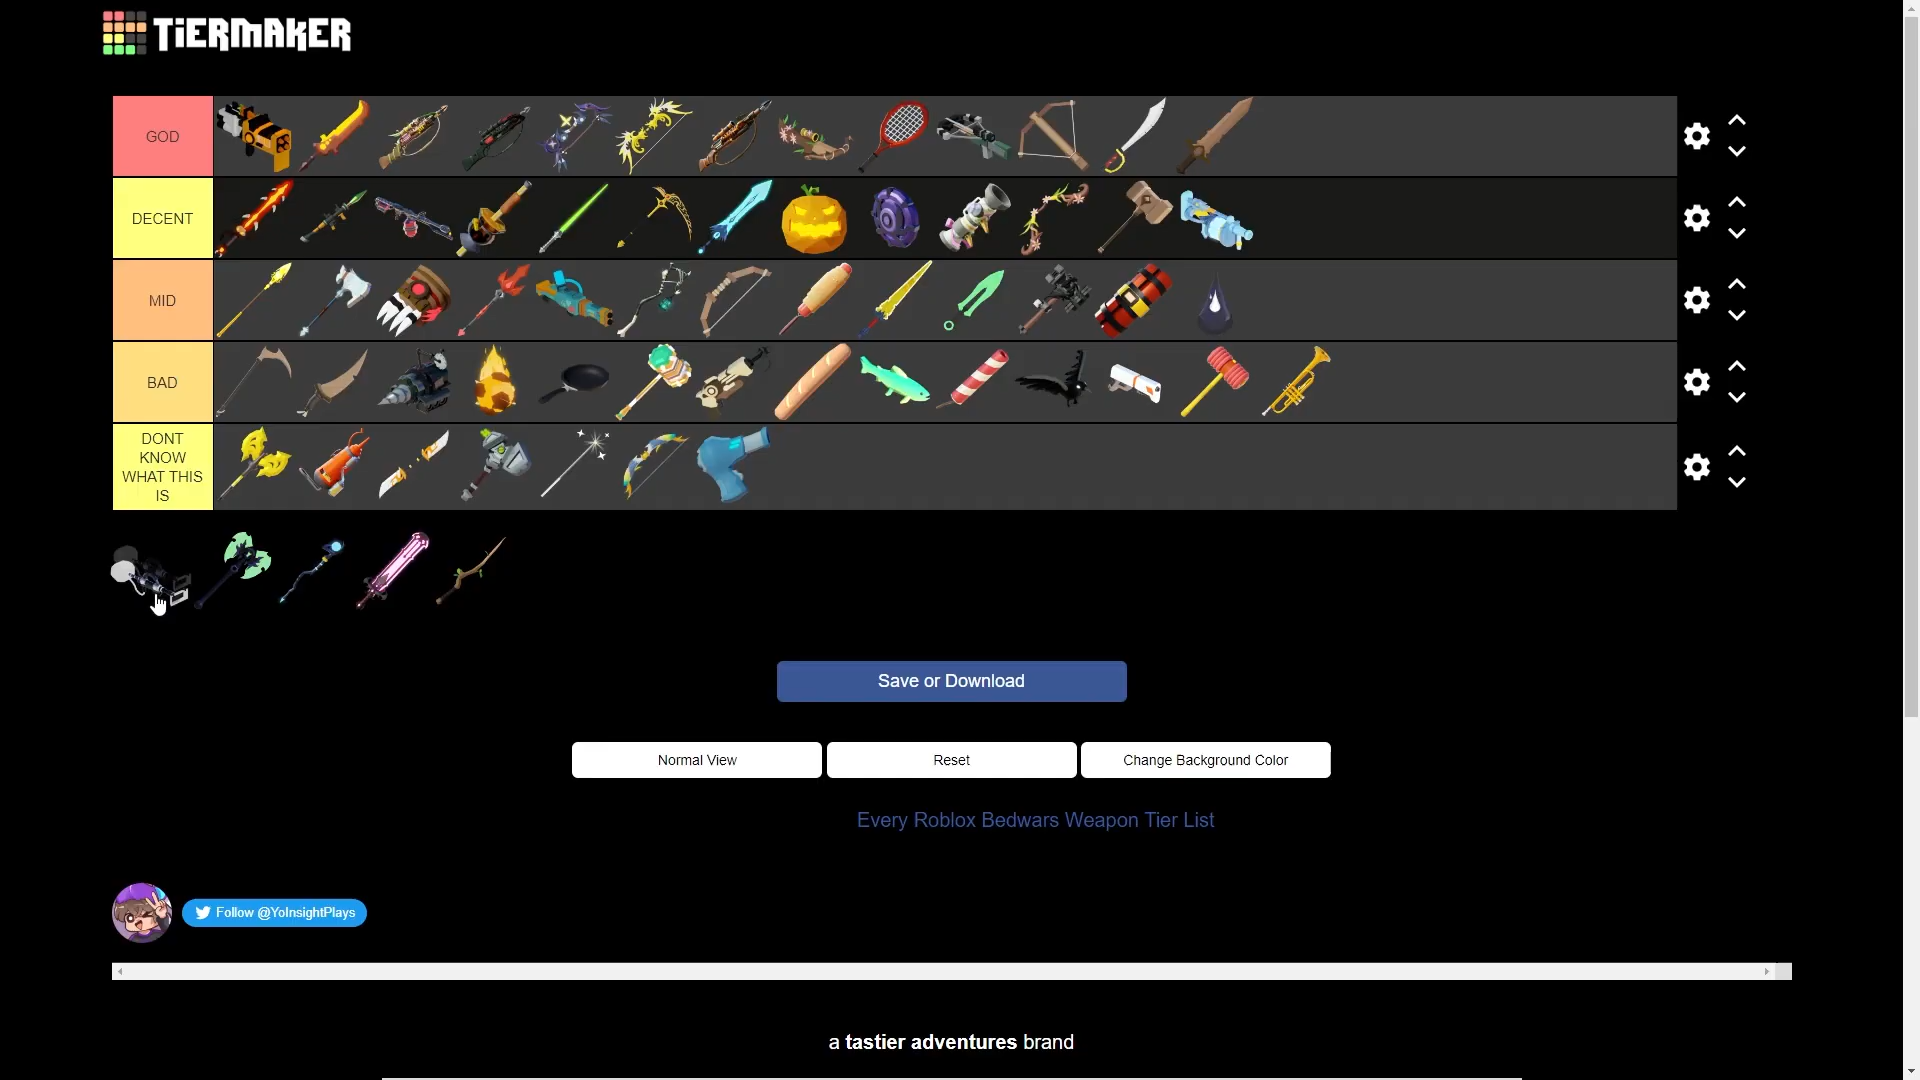 TiERMAKER
GOD
DECENT
MID
BAD
DONT
KNOW
WHAT THIS
IS
Save or Download
Normal View
Reset
Change Background Color
Every Roblox Bedwars Weapon Tier List
Follow @YoInsightPlays
a tastier adventures brand